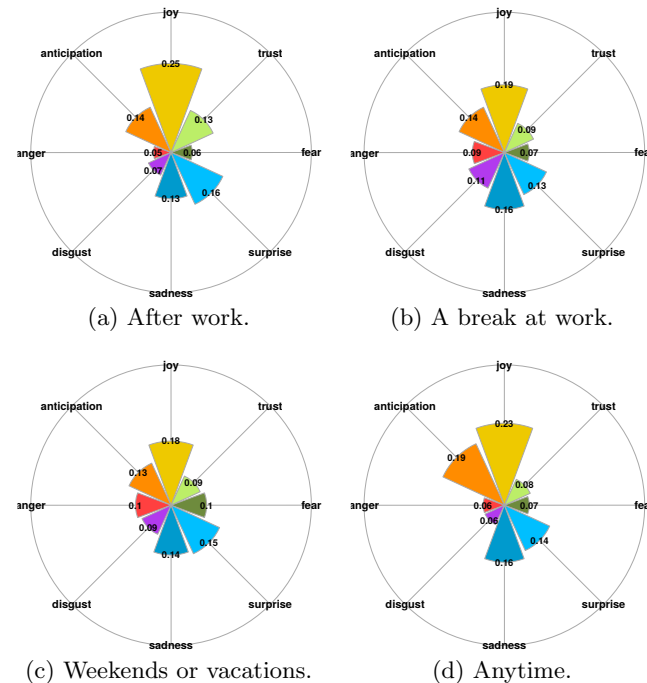 joy joy
anticipation trust anticipation trust
0.25
0.19
0.14 0.13 0.14 0.09
anger 0.05 0.06 fear anger 0.09 0.07 fear
0.07 0.11
0.13 0.16 0.16 0.13
disgust surprise disgust surprise
sadness sadness
(a) After work. (b) A break at work.
joy joy
anticipation trust anticipation trust
0.18 0.23
0.13 0.09 0.19 0.08
anger 0.1 0.1 fear anger 0.06 0.07 fear
0.09 0.06
0.14 0.15 0.16 0.14
disgust surprise disgust surprise
sadness sadness
(c) Weekends or vacations. (d) Anytime.